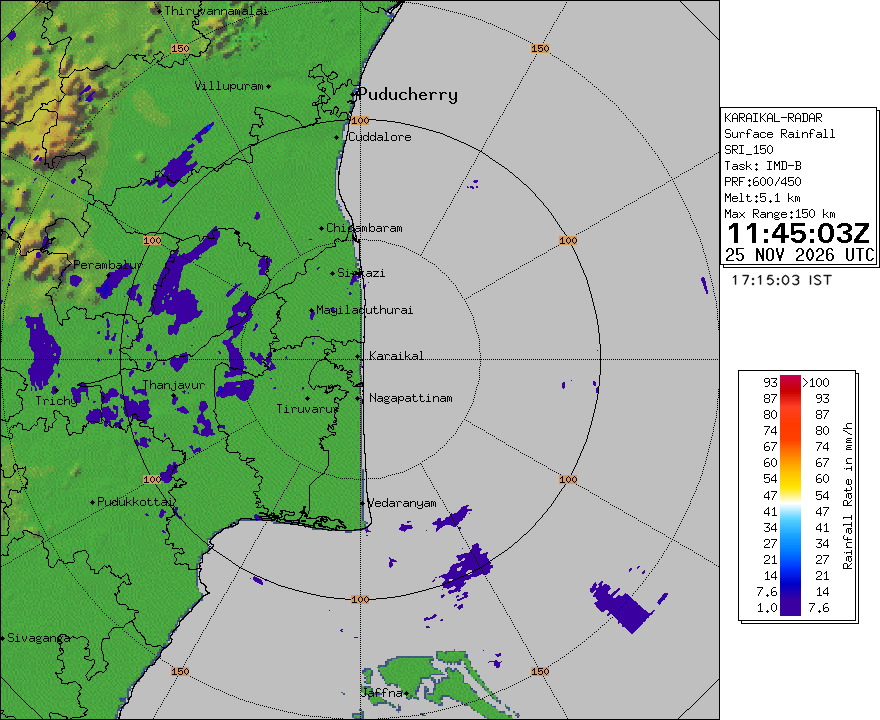 Thiruvannamalai
150
150
Villupuram
Puducherry
100
Cuddalore
Chidambaram
100
100
Perambalur
Sirkazi
Mayiladuthurai
Karaikal
Thanjavur
Trichy
Tiruvarur
Nagapattinam
100
100
Pudukkottai
Vedaranyam
100
Sivaganga
150
150
Jaffna
KARAIKAL-RADAR
Surface Rainfall
SRI_150
Task: IMD-B
PRF:600/450
Melt:5.1 km
Max Range:150 km
11:45:03Z
25 NOV 2026 UTC
17:15:03 IST
93 >100
87 93
80 87
74 80
67 74
60 67
54 60
47 54
41 47
34 41
27 34
21 27
14 21
7.6 14
1.0 7.6
Rainfall Rate in mm/h